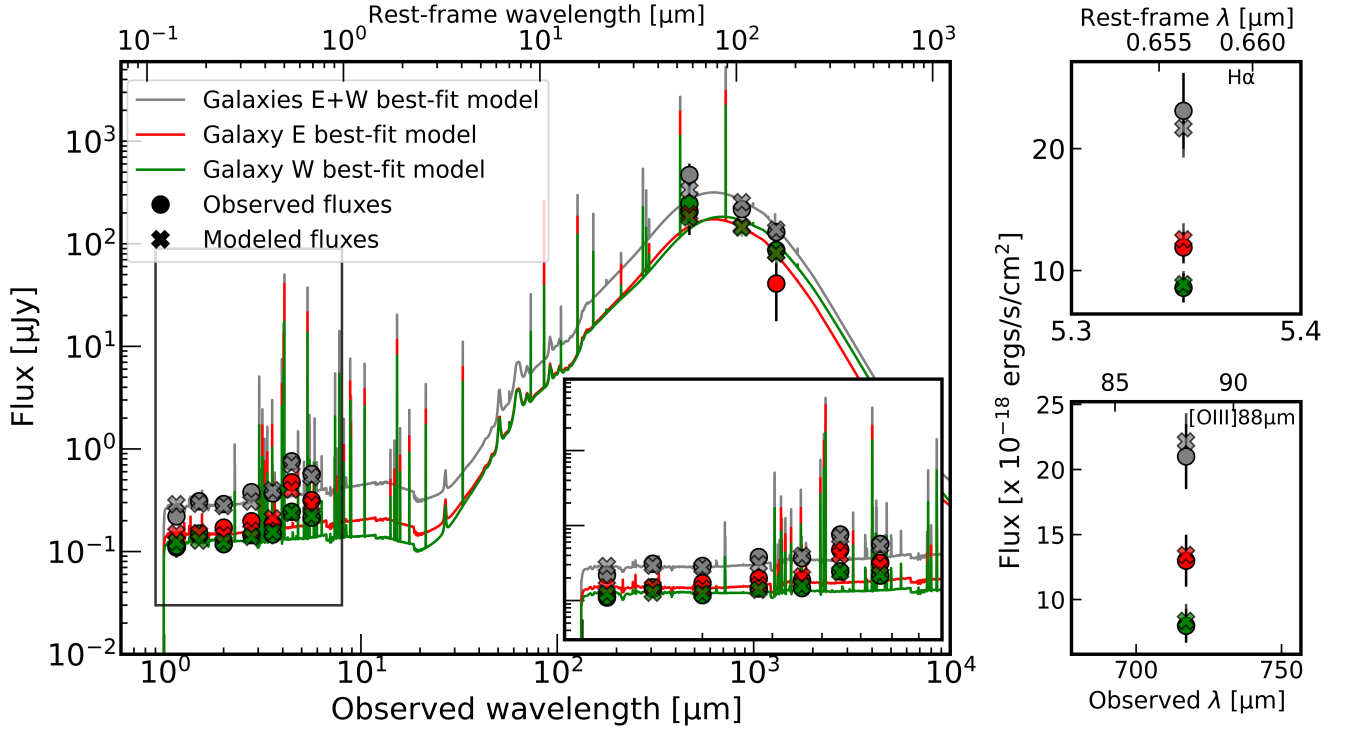 Rest-frame wavelength [µm]
10⁻¹ 10⁰ 10¹ 10² 10³
Galaxies E+W best-fit model
Galaxy E best-fit model
Galaxy W best-fit model
Observed fluxes
Modeled fluxes
Flux [µJy]
10³
10²
10¹
10⁰
10⁻¹
10⁻²
10⁰ 10¹ 10² 10³ 10⁴
Observed wavelength [µm]
Rest-frame λ [µm]
0.655 0.660
Hα
20
10
5.3 5.4
Flux [x 10⁻¹⁸ ergs/s/cm²]
85 90
[OIII]88µm
25
20
15
10
700 750
Observed λ [µm]